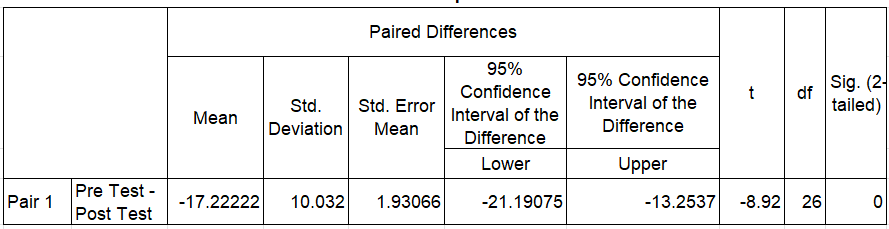 Paired Differences
Mean
Std.
Deviation
Std. Error
Mean
95%
Confidence
Interval of the
Difference
95% Confidence
Interval of the
Difference
t
df
Sig. (2-
tailed)
Lower
Upper
Pair 1
Pre Test -
Post Test
-17.22222
10.032
1.93066
-21.19075
-13.2537
-8.92
26
0